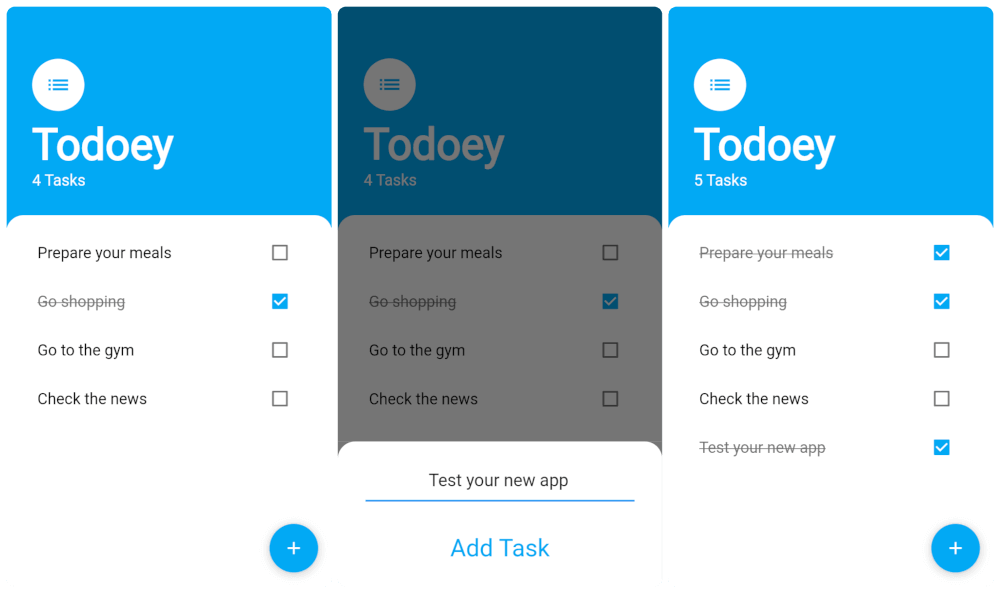 Todoey
4 Tasks
Prepare your meals
Go shopping
Go to the gym
Check the news
+
Todoey
4 Tasks
Prepare your meals
Go shopping
Go to the gym
Check the news
Test your new app
Add Task
Todoey
5 Tasks
Prepare your meals
Go shopping
Go to the gym
Check the news
Test your new app
+